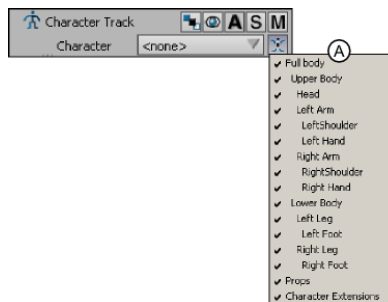 Character Track A S M
Character <none>
A
Full body
Upper Body
Head
Left Arm
LeftShoulder
Left Hand
Right Arm
RightShoulder
Right Hand
Lower Body
Left Leg
Left Foot
Right Leg
Right Foot
Props
Character Extensions